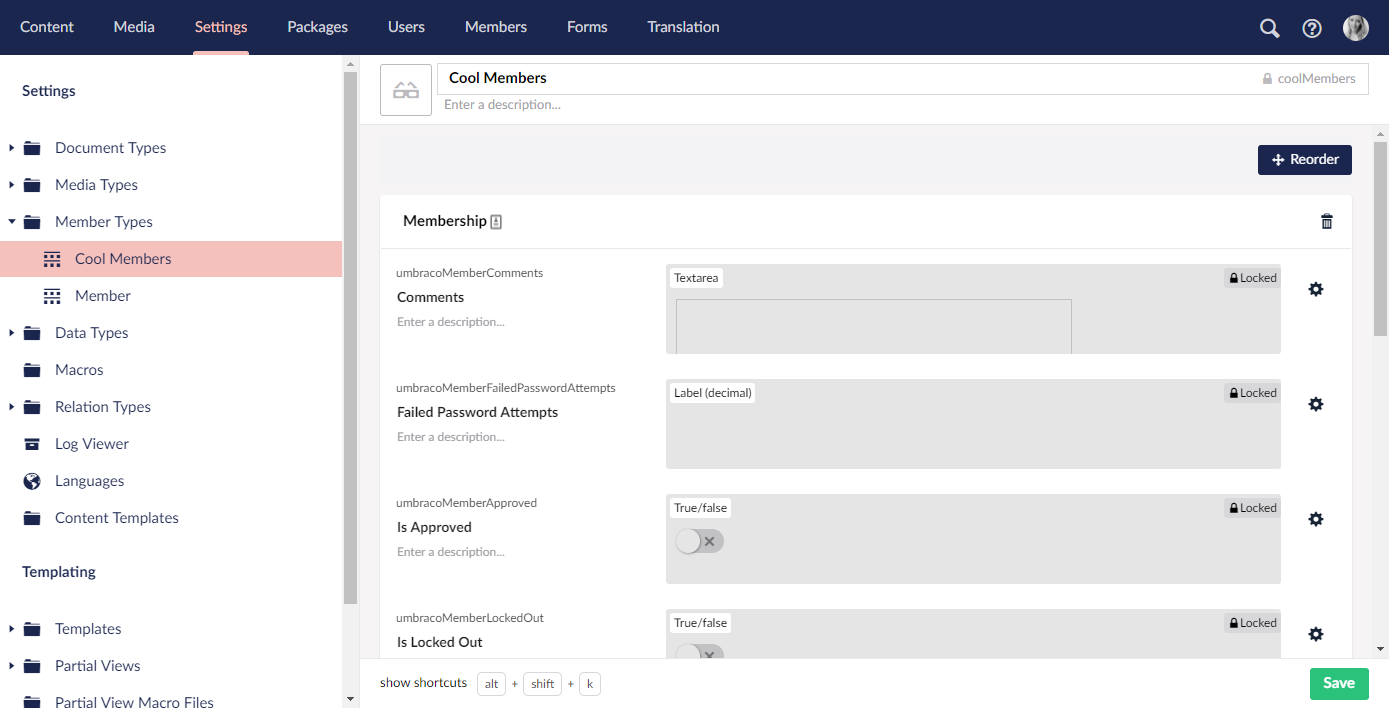 Content Media Settings Packages Users Members Forms Translation
Settings
Document Types
Media Types
Member Types
Cool Members
Member
Data Types
Macros
Relation Types
Log Viewer
Languages
Content Templates
Templating
Templates
Partial Views
Partial View Macro Files
Cool Members coolMembers
Enter a description...
Reorder
Membership
umbracoMemberComments
Comments
Enter a description...
Textarea Locked
umbracoMemberFailedPasswordAttempts
Failed Password Attempts
Enter a description...
Label (decimal) Locked
umbracoMemberApproved
Is Approved
Enter a description...
True/false Locked
umbracoMemberLockedOut
Is Locked Out
True/false Locked
show shortcuts alt + shift + k
Save